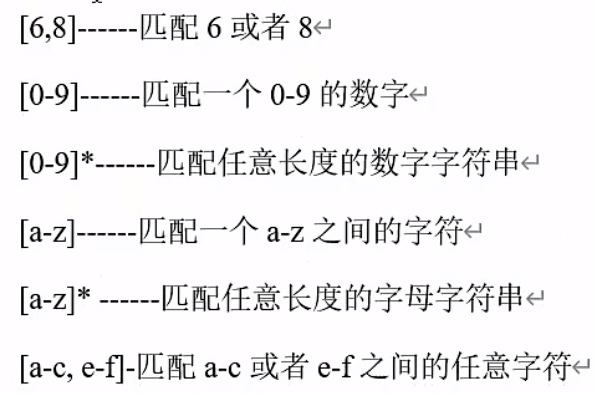 [6,8]------匹配 6 或者 8↵
[0-9]------匹配一个 0-9 的数字↵
[0-9]*------匹配任意长度的数字字符串↵
[a-z]------匹配一个 a-z 之间的字符↵
[a-z]* ------匹配任意长度的字母字符串↵
[a-c, e-f]-匹配 a-c 或者 e-f 之间的任意字符↵